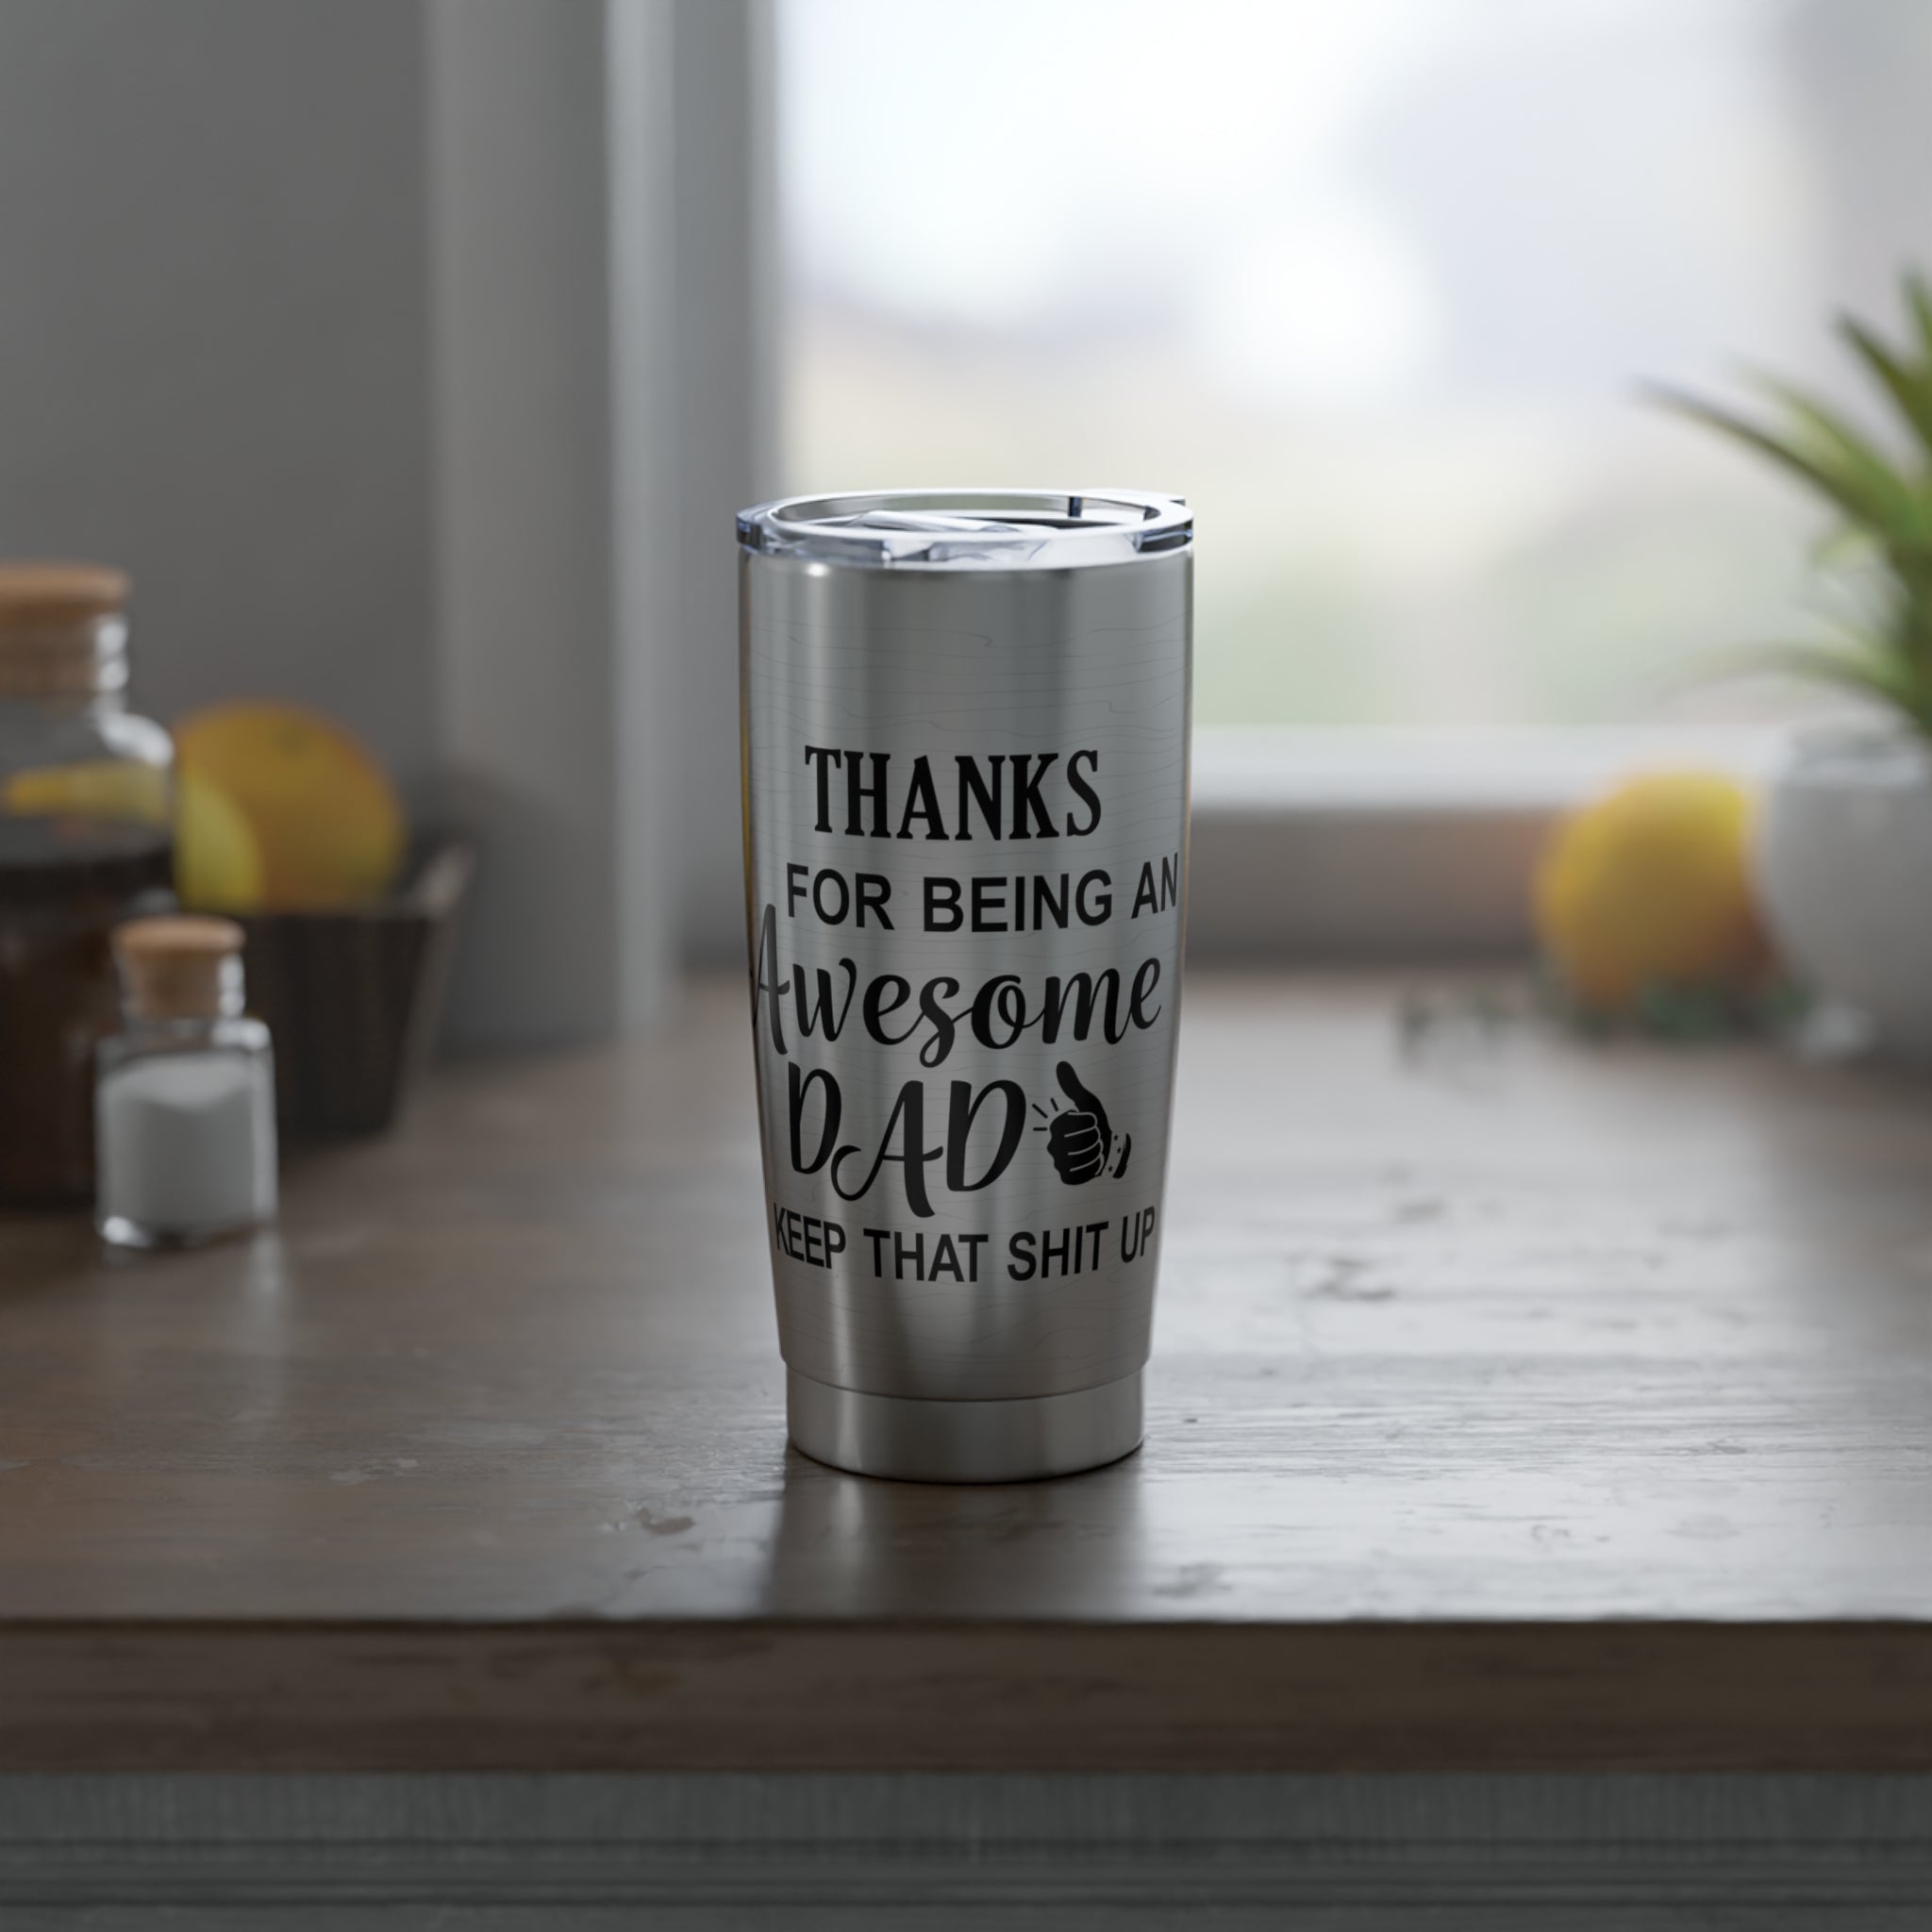 THANKS
FOR BEING AN
Awesome
DAD
KEEP THAT SHIT UP